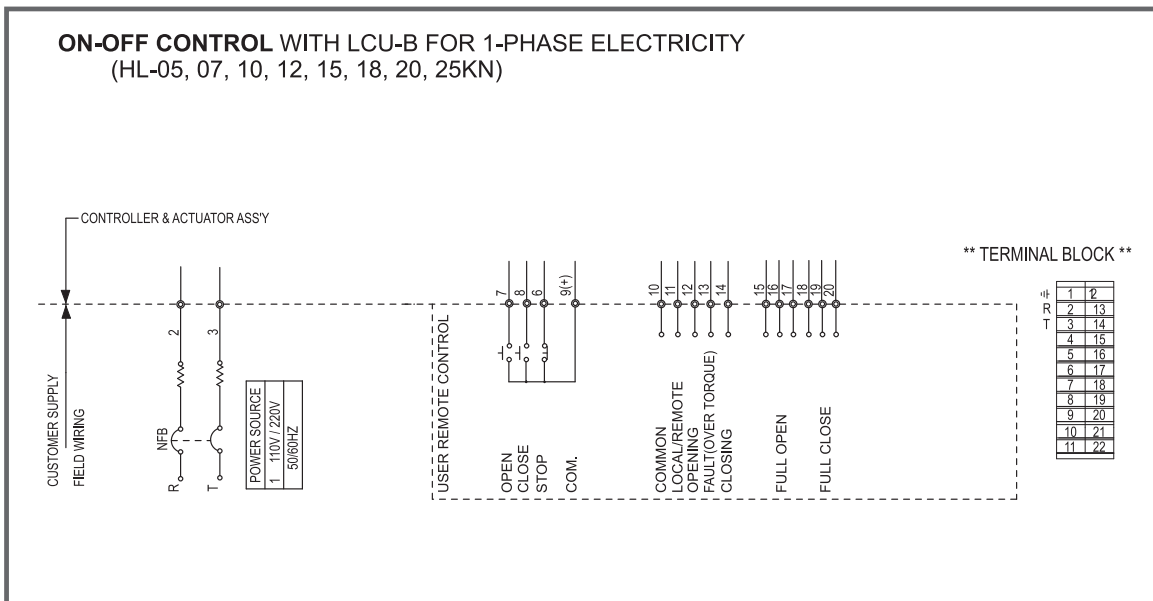 ON-OFF CONTROL WITH LCU-B FOR 1-PHASE ELECTRICITY
(HL-05, 07, 10, 12, 15, 18, 20, 25KN)
CONTROLLER & ACTUATOR ASS'Y
CUSTOMER SUPPLY
FIELD WIRING
2
3
NFB
R
T
POWER SOURCE
1 110V / 220V
50/60HZ
USER REMOTE CONTROL
7
8
6
9(+)
OPEN
CLOSE
STOP
COM.
10
11
12
13
14
COMMON
LOCAL/REMOTE
OPENING
FAULT(OVER TORQUE)
CLOSING
15
16
17
18
19
20
FULL OPEN
FULL CLOSE
** TERMINAL BLOCK **
1 12
R 2 13
T 3 14
4 15
5 16
6 17
7 18
8 19
9 20
10 21
11 22